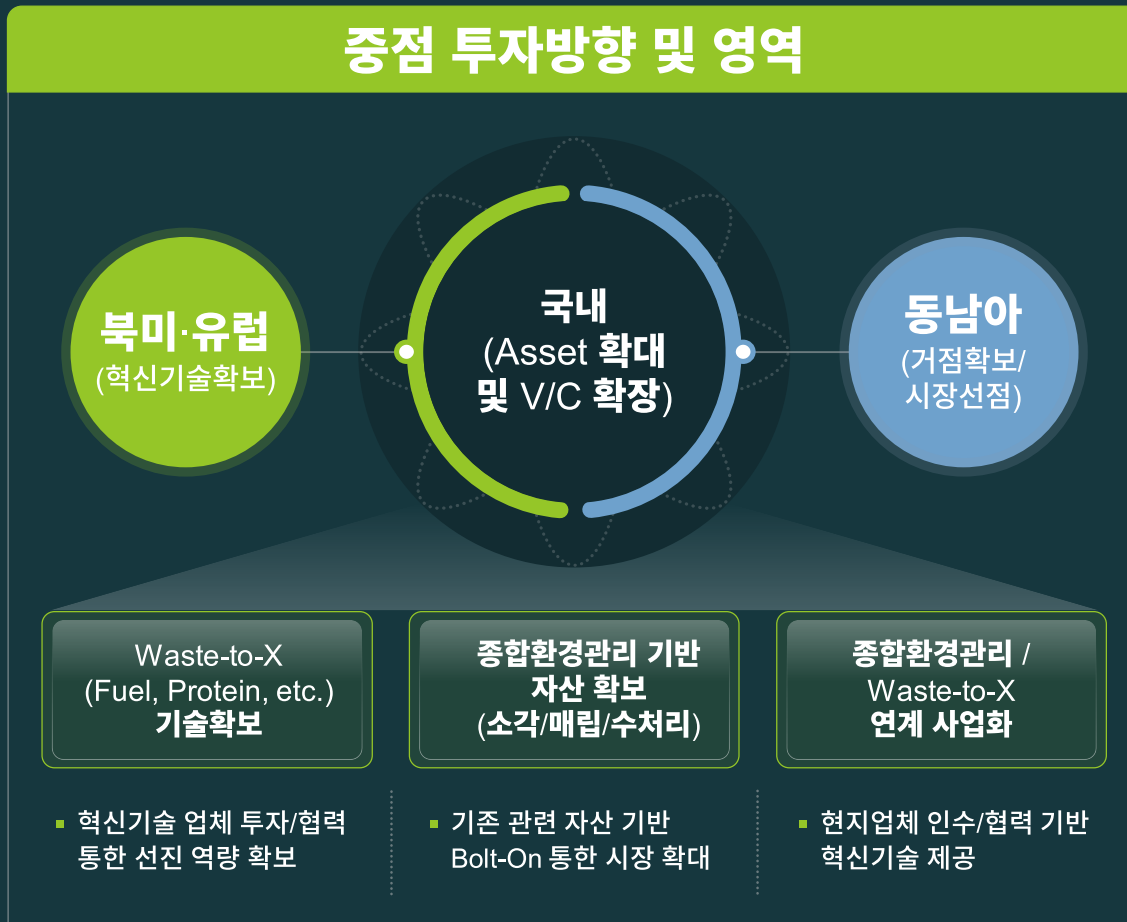 중점 투자방향 및 영역
북미·유럽
(혁신기술확보)
국내
(Asset 확대
및 V/C 확장)
동남아
(거점확보/
시장선점)
Waste-to-X
(Fuel, Protein, etc.)
기술확보
종합환경관리 기반
자산 확보
(소각/매립/수처리)
종합환경관리 /
Waste-to-X
연계 사업화
▪ 혁신기술 업체 투자/협력
통한 선진 역량 확보
▪ 기존 관련 자산 기반
Bolt-On 통한 시장 확대
▪ 현지업체 인수/협력 기반
혁신기술 제공